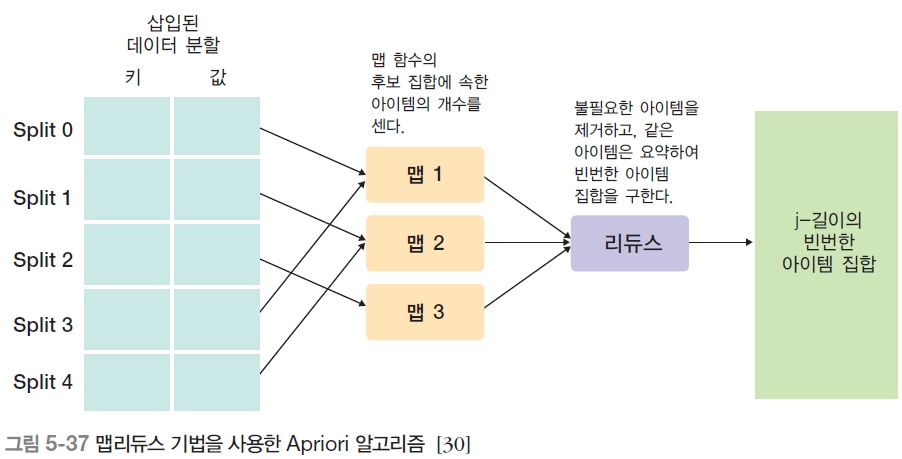 삽입된
데이터 분할
키
값
Split 0
Split 1
Split 2
Split 3
Split 4
맵 함수의
후보 집합에 속한
아이템의 개수를
센다.
맵 1
맵 2
맵 3
불필요한 아이템을
제거하고, 같은
아이템은 요약하여
빈번한 아이템
집합을 구한다.
리듀스
j-길이의
빈번한
아이템 집합
그림 5-37 맵리듀스 기법을 사용한 Apriori 알고리즘 [30]